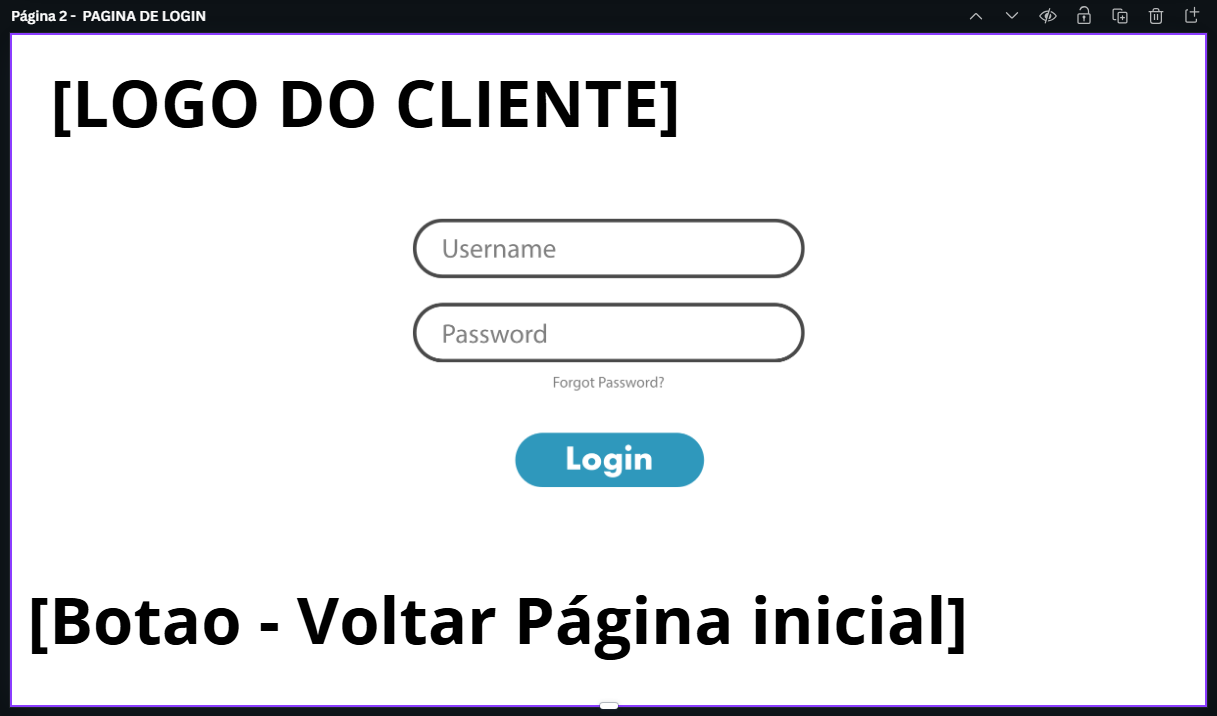 Página 2 - PAGINA DE LOGIN
[LOGO DO CLIENTE]
Username
Password
Forgot Password?
Login
[Botao - Voltar Página inicial]